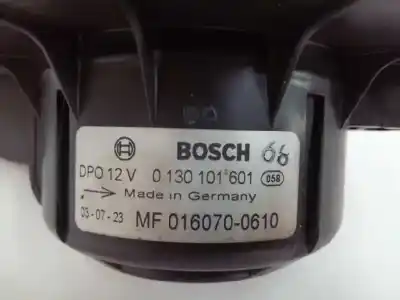 BOSCH 66
DPO 12 V 0 130 101 601 058
Made in Germany
03-07-23 MF 016070-0610